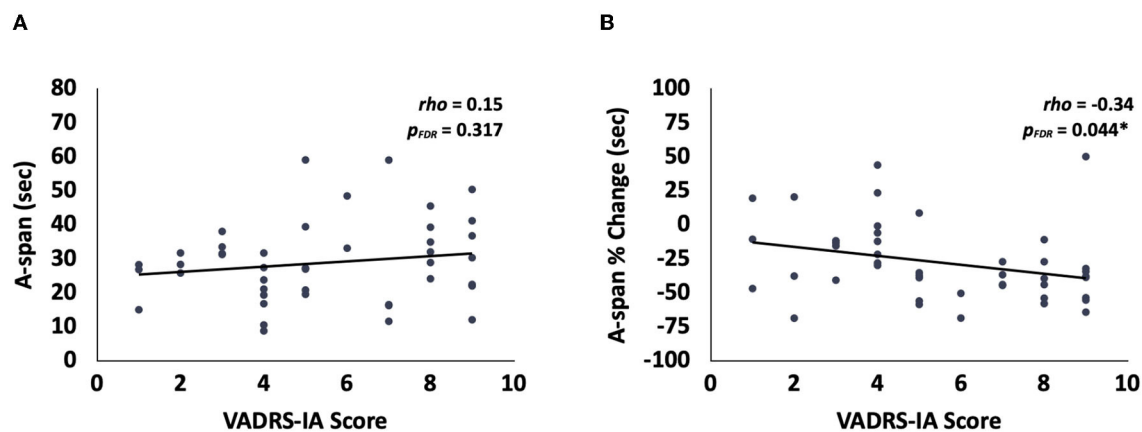 A
rho = 0.15
pFDR = 0.317
80
70
60
50
40
30
20
10
0
A-span (sec)
0 2 4 6 8 10
VADRS-IA Score
B
rho = -0.34
pFDR = 0.044*
100
75
50
25
0
-25
-50
-75
-100
A-span % Change (sec)
0 2 4 6 8 10
VADRS-IA Score